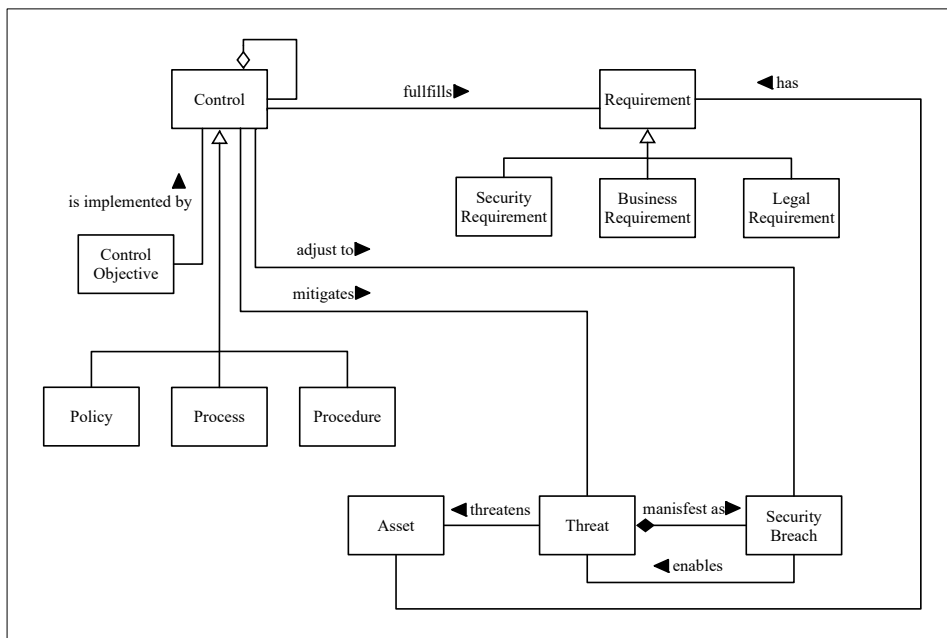 Control
fullfills
Requirement
has
is implemented by
Security
Requirement
Business
Requirement
Legal
Requirement
Control
Objective
adjust to
mitigates
Policy
Process
Procedure
Asset
threatens
Threat
manisfest as
Security
Breach
enables